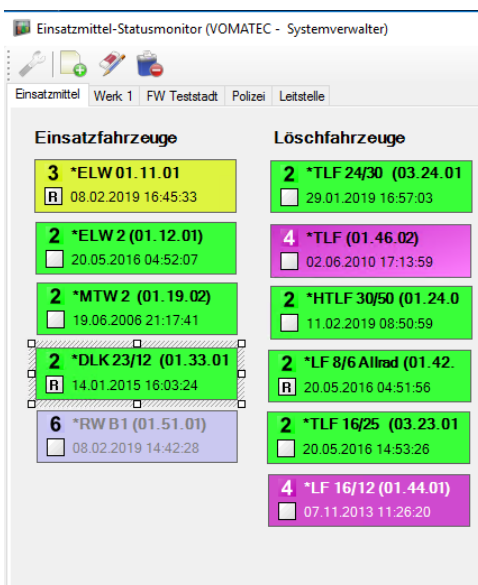 Einsatzmittel-Statusmonitor (VOMATEC - Systemverwalter)
Einsatzmittel Werk 1 FW Teststadt Polizei Leitstelle
Einsatzfahrzeuge
3 *ELW 01.11.01
R 08.02.2019 16:45:33
2 *ELW 2 (01.12.01)
20.05.2016 04:52:07
2 *MTW 2 (01.19.02)
19.06.2006 21:17:41
2 *DLK 23/12 (01.33.01
R 14.01.2015 16:03:24
6 *RW B1 (01.51.01)
08.02.2019 14:42:28
Löschfahrzeuge
2 *TLF 24/30 (03.24.01
29.01.2019 16:57:03
4 *TLF (01.46.02)
02.06.2010 17:13:59
2 *HTLF 30/50 (01.24.0
11.02.2019 08:50:59
2 *LF 8/6 Allrad (01.42.
R 20.05.2016 04:51:56
2 *TLF 16/25 (03.23.01
20.05.2016 14:53:26
4 *LF 16/12 (01.44.01)
07.11.2013 11:26:20